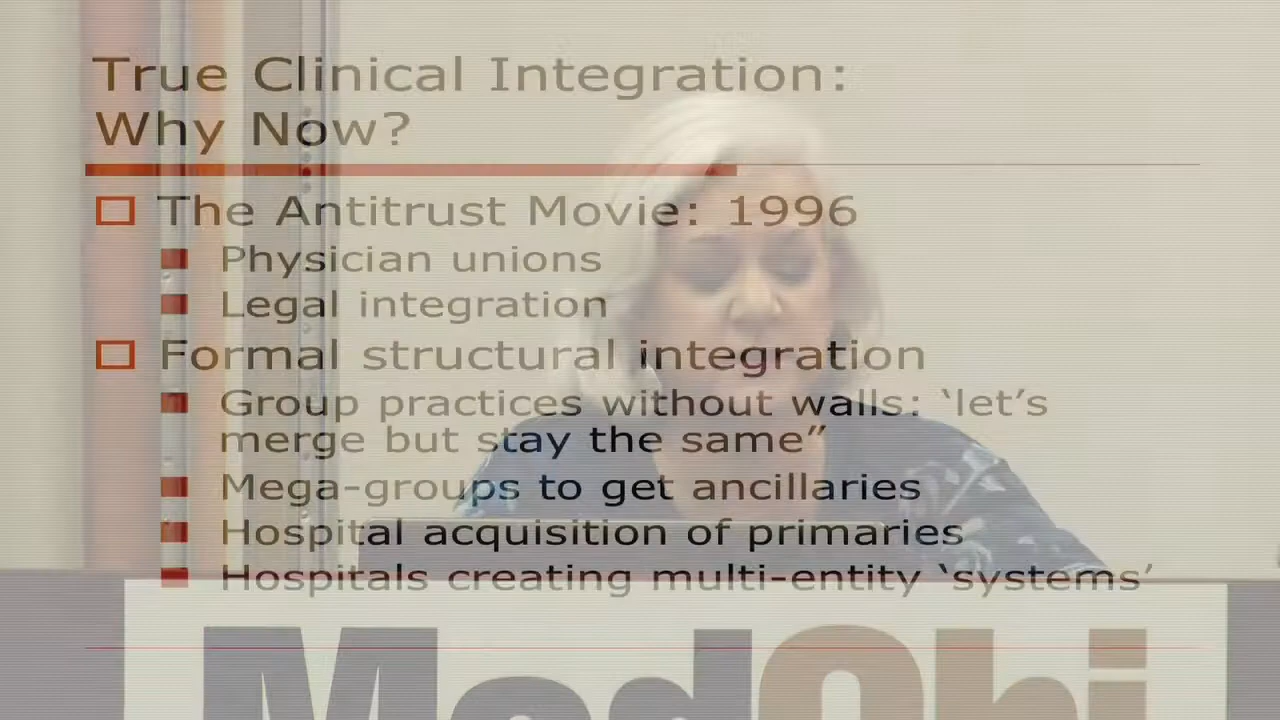 True Clinical Integration:
Why Now?
The Antitrust Movie: 1996
Physician unions
Legal integration
Formal structural integration
Group practices without walls: ‘let’s
merge but stay the same”
Mega-groups to get ancillaries
Hospital acquisition of primaries
Hospitals creating multi-entity ‘systems’
MedChi